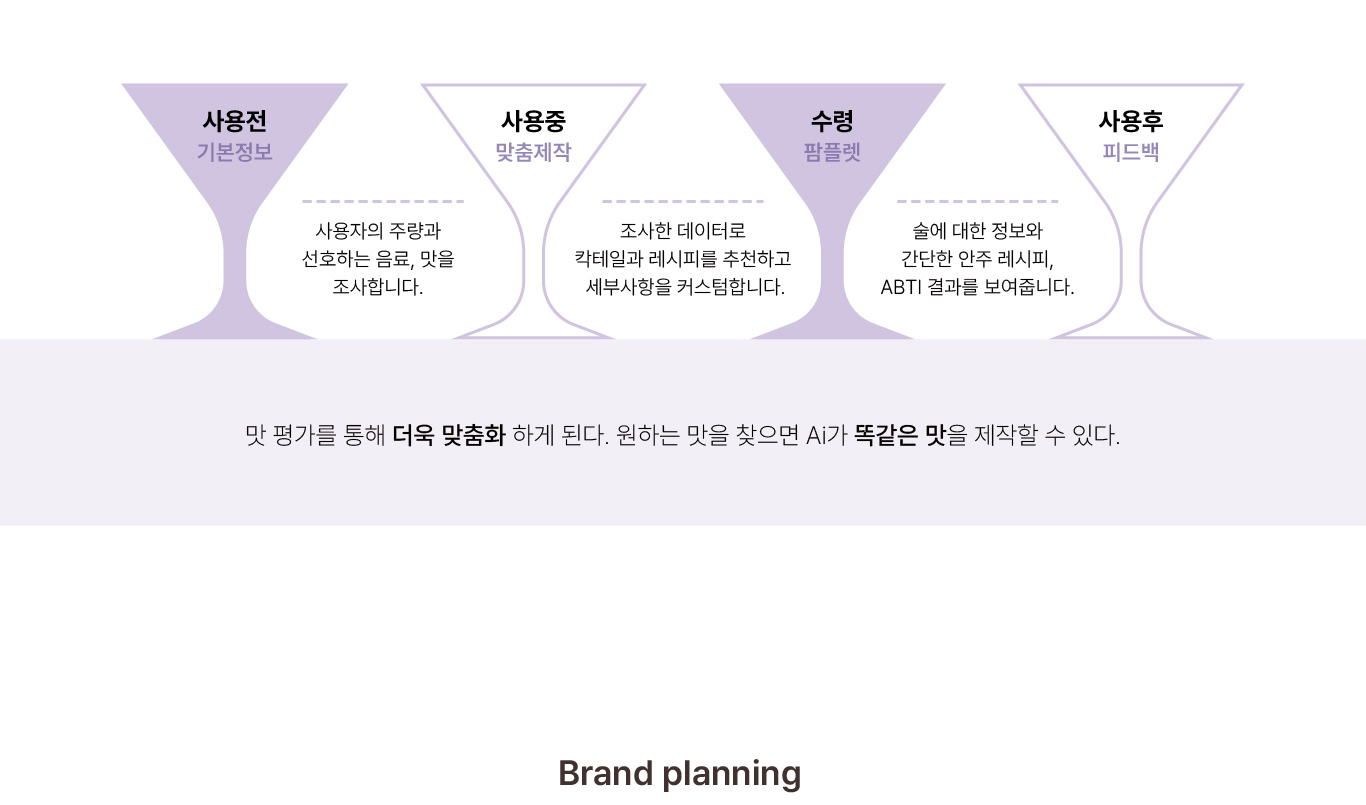 사용전
기본정보
사용자의 주량과
선호하는 음료, 맛을
조사합니다.
사용중
맞춤제작
조사한 데이터로
칵테일과 레시피를 추천하고
세부사항을 커스텀합니다.
수령
팜플렛
술에 대한 정보와
간단한 안주 레시피,
ABTI 결과를 보여줍니다.
사용후
피드백
맛 평가를 통해 더욱 맞춤화 하게 된다. 원하는 맛을 찾으면 Ai가 똑같은 맛을 제작할 수 있다.
Brand planning